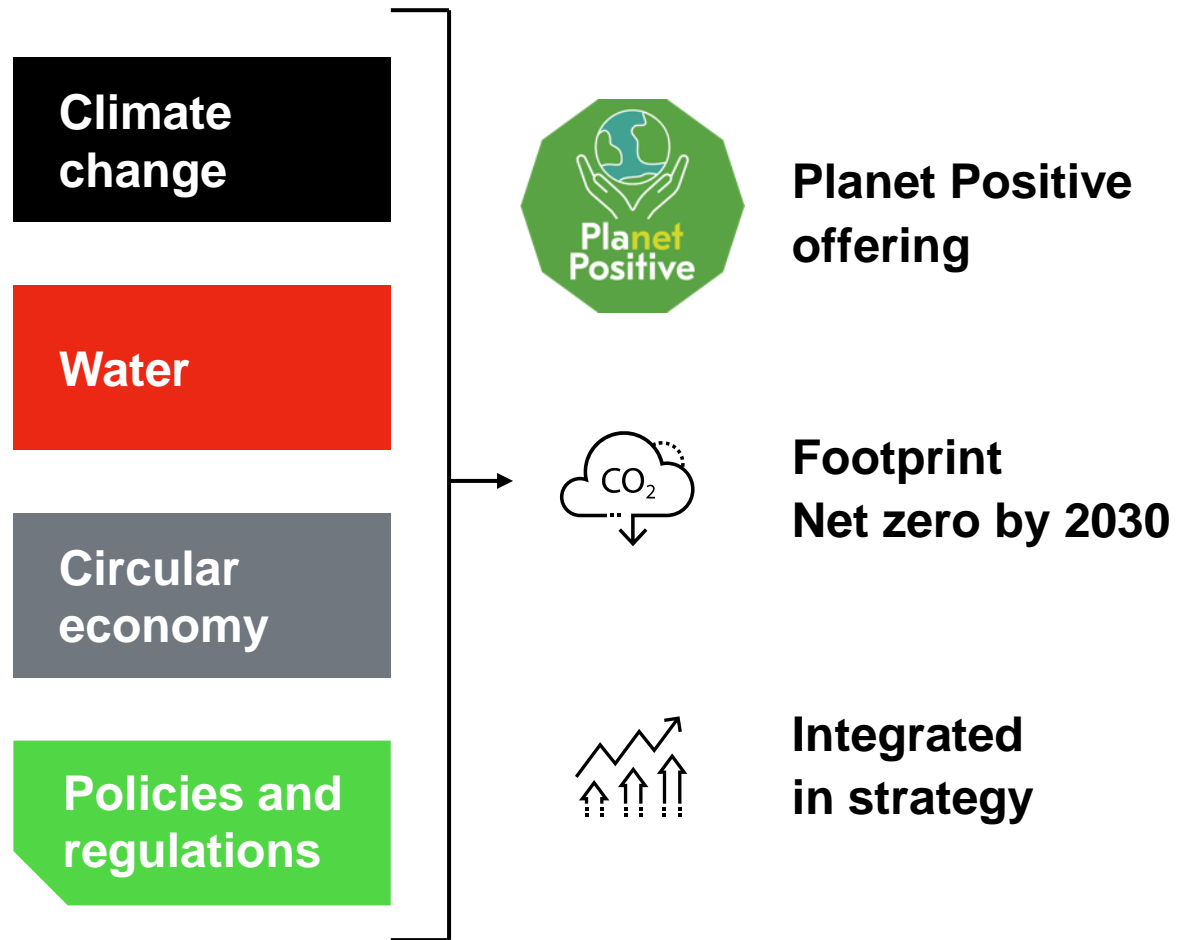 Climate
change
Water
Circular
economy
Policies and
regulations
Planet
Positive
Planet Positive
offering
CO₂
Footprint
Net zero by 2030
Integrated
in strategy